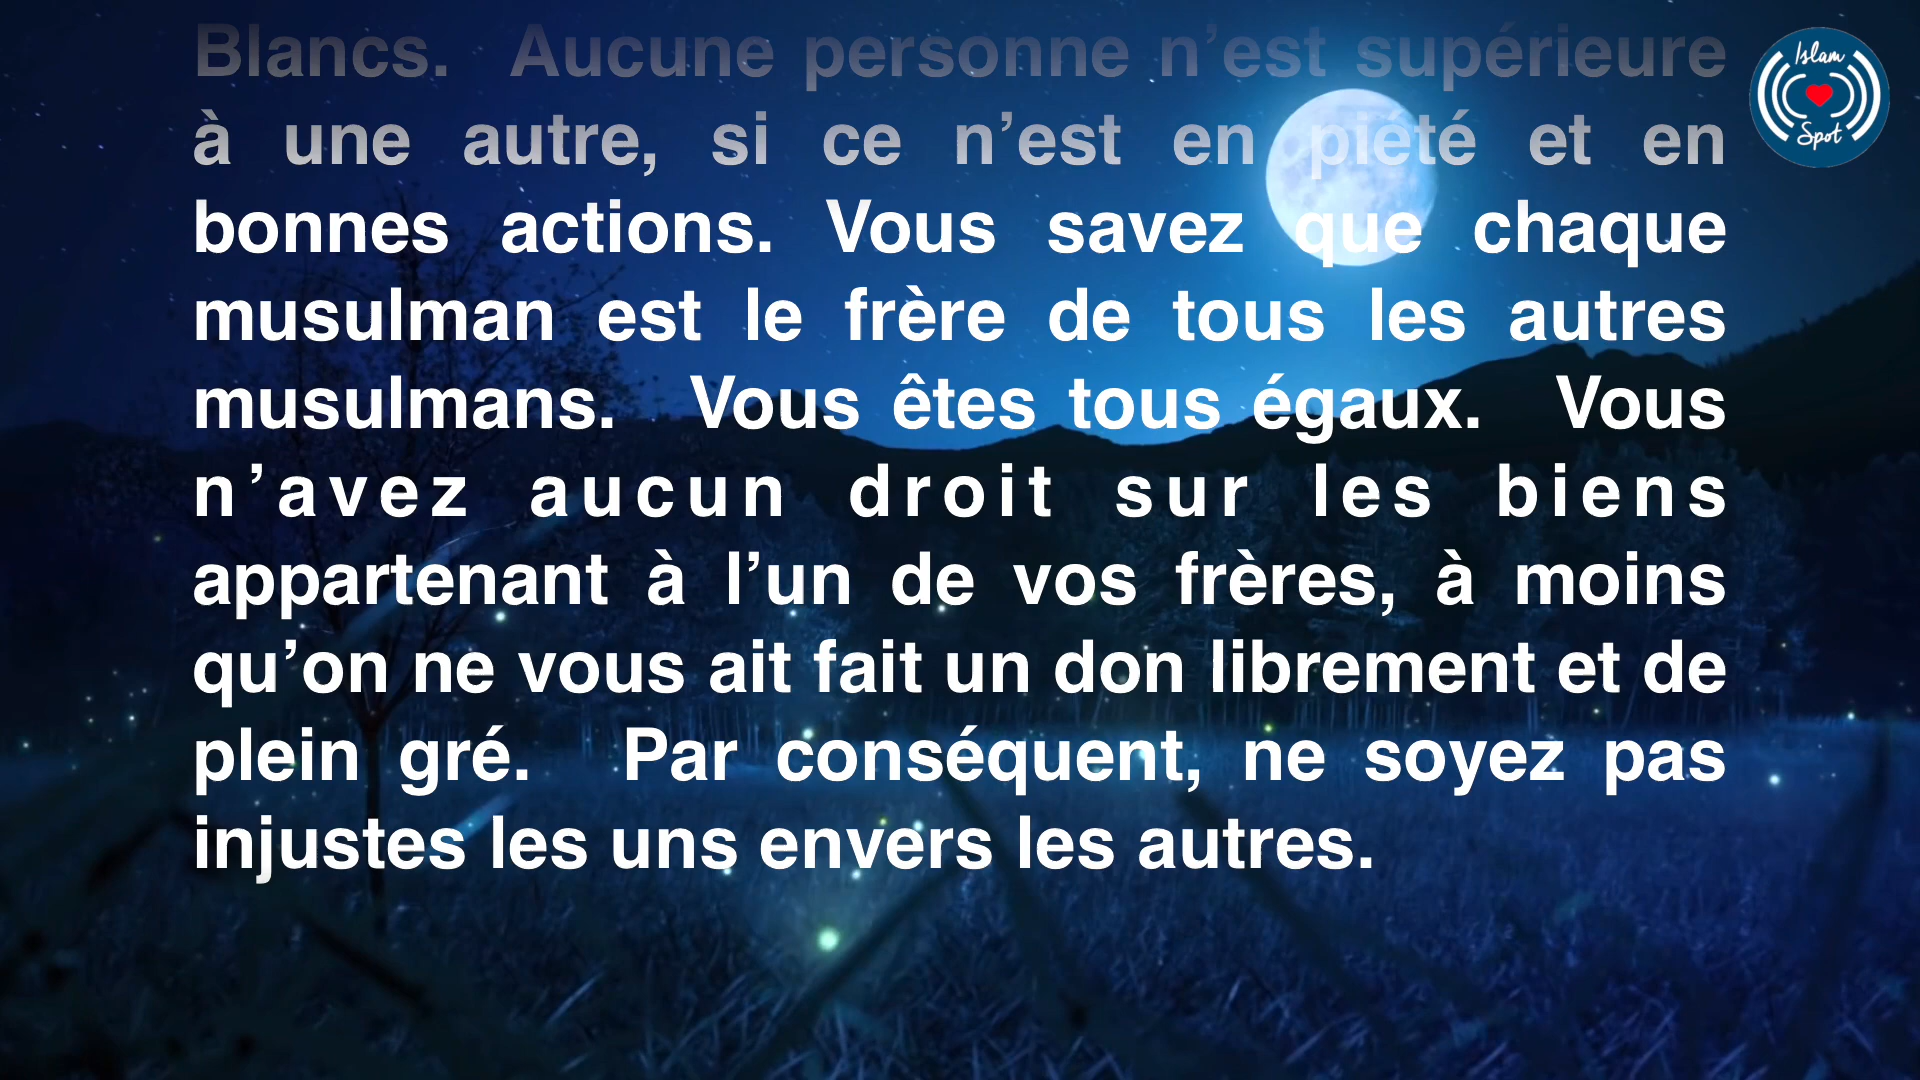 Blancs. Aucune personne n’est supérieure
à une autre, si ce n’est en piété et en
bonnes actions. Vous savez que chaque
musulman est le frère de tous les autres
musulmans. Vous êtes tous égaux. Vous
n’avez aucun droit sur les biens
appartenant à l’un de vos frères, à moins
qu’on ne vous ait fait un don librement et de
plein gré. Par conséquent, ne soyez pas
injustes les uns envers les autres.
Islam
Spot